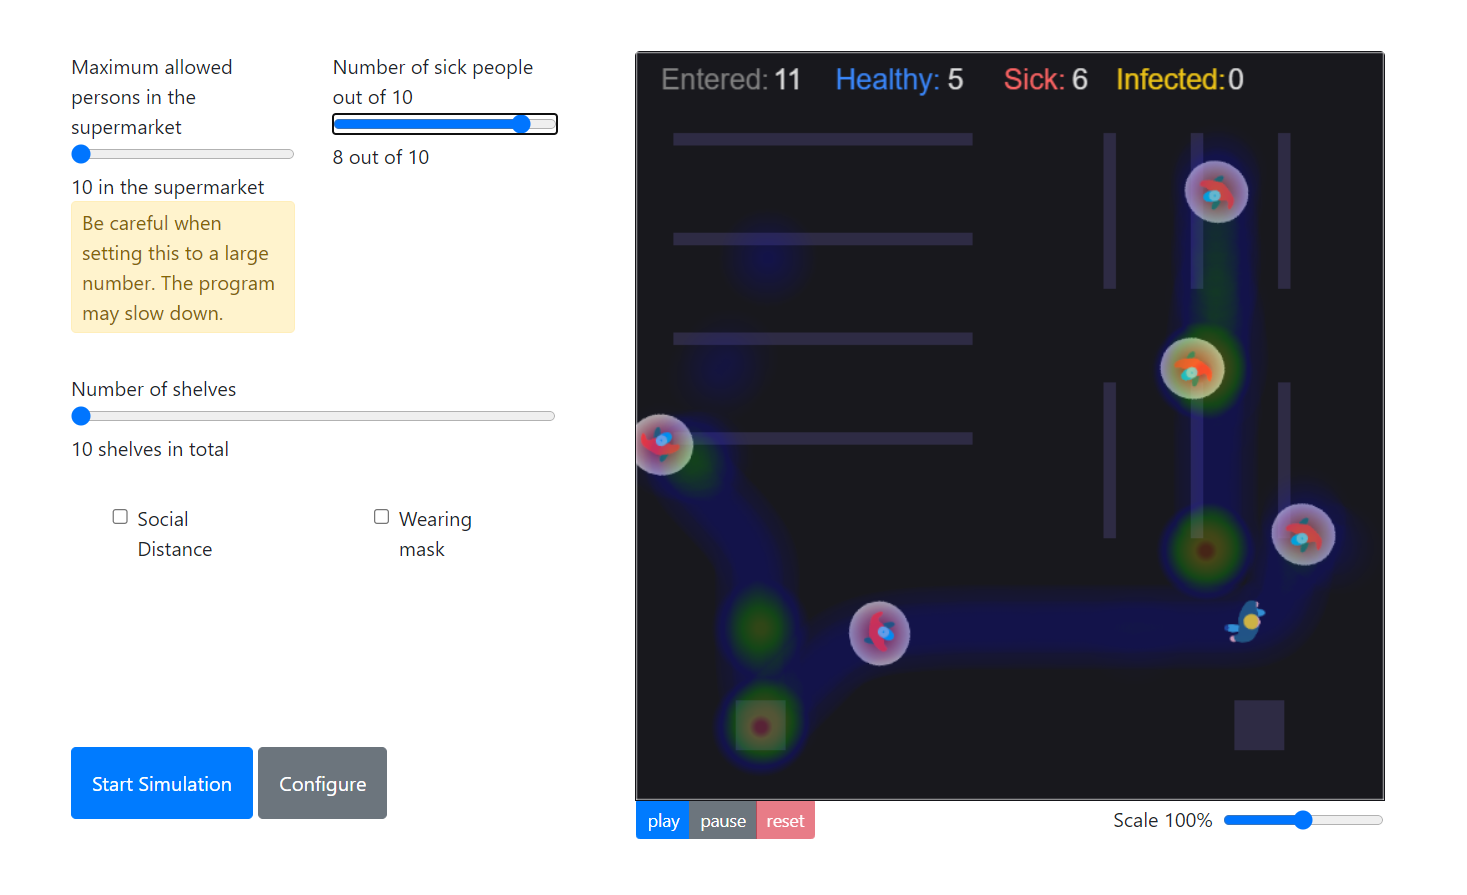 Maximum allowed
persons in the
supermarket
10 in the supermarket
Be careful when
setting this to a large
number. The program
may slow down.
Number of sick people
out of 10
8 out of 10
Number of shelves
10 shelves in total
Social
Distance
Wearing
mask
Start Simulation Configure
Entered: 11 Healthy: 5 Sick: 6 Infected: 0
play pause reset
Scale 100%